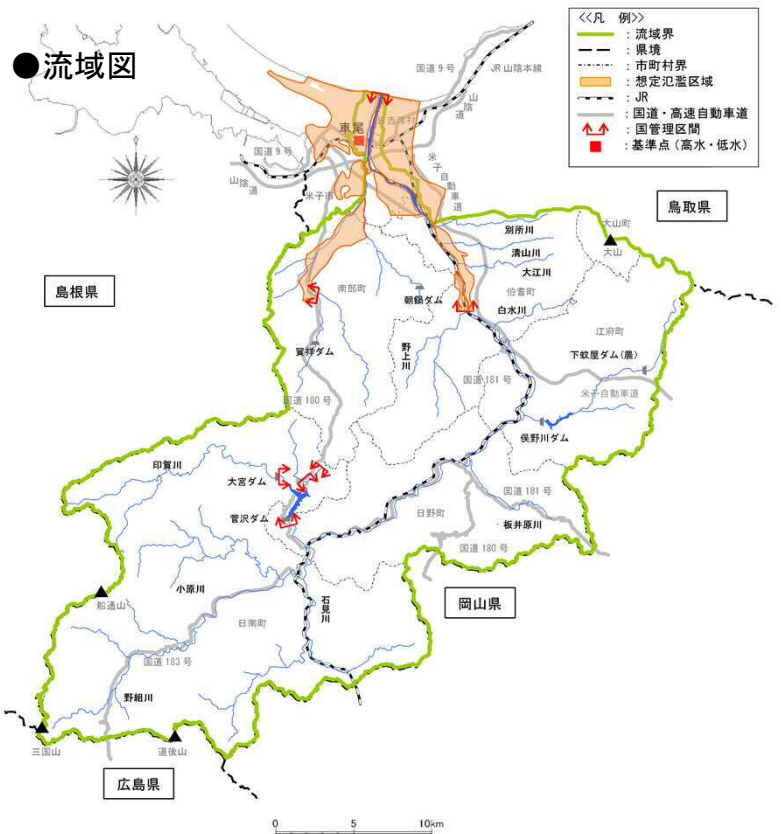 ●流域図
<<凡 例>>
：流域界
：県境
：市町村界
：想定氾濫区域
：JR
：国道・高速自動車道
：国管理区間
：基準点（高水・低水）
国道9号
JR山陰本線
山陰道
日吉津村
車尾
国道9号
山陰道
米子市
米子自動車道
鳥取県
島根県
別所川
清山川
大江川
大山町
大山
伯耆町
白水川
南部町
朝鍋ダム
江府町
下蚊屋ダム(農)
賀祥ダム
野上川
国道181号
米子自動車道
国道180号
俣野川ダム
印賀川
大宮ダム
菅沢ダム
日野町
国道181号
板井原川
国道180号
小原川
石見川
岡山県
船通山
日南町
国道183号
野組川
三国山
道後山
広島県
0 5 10km